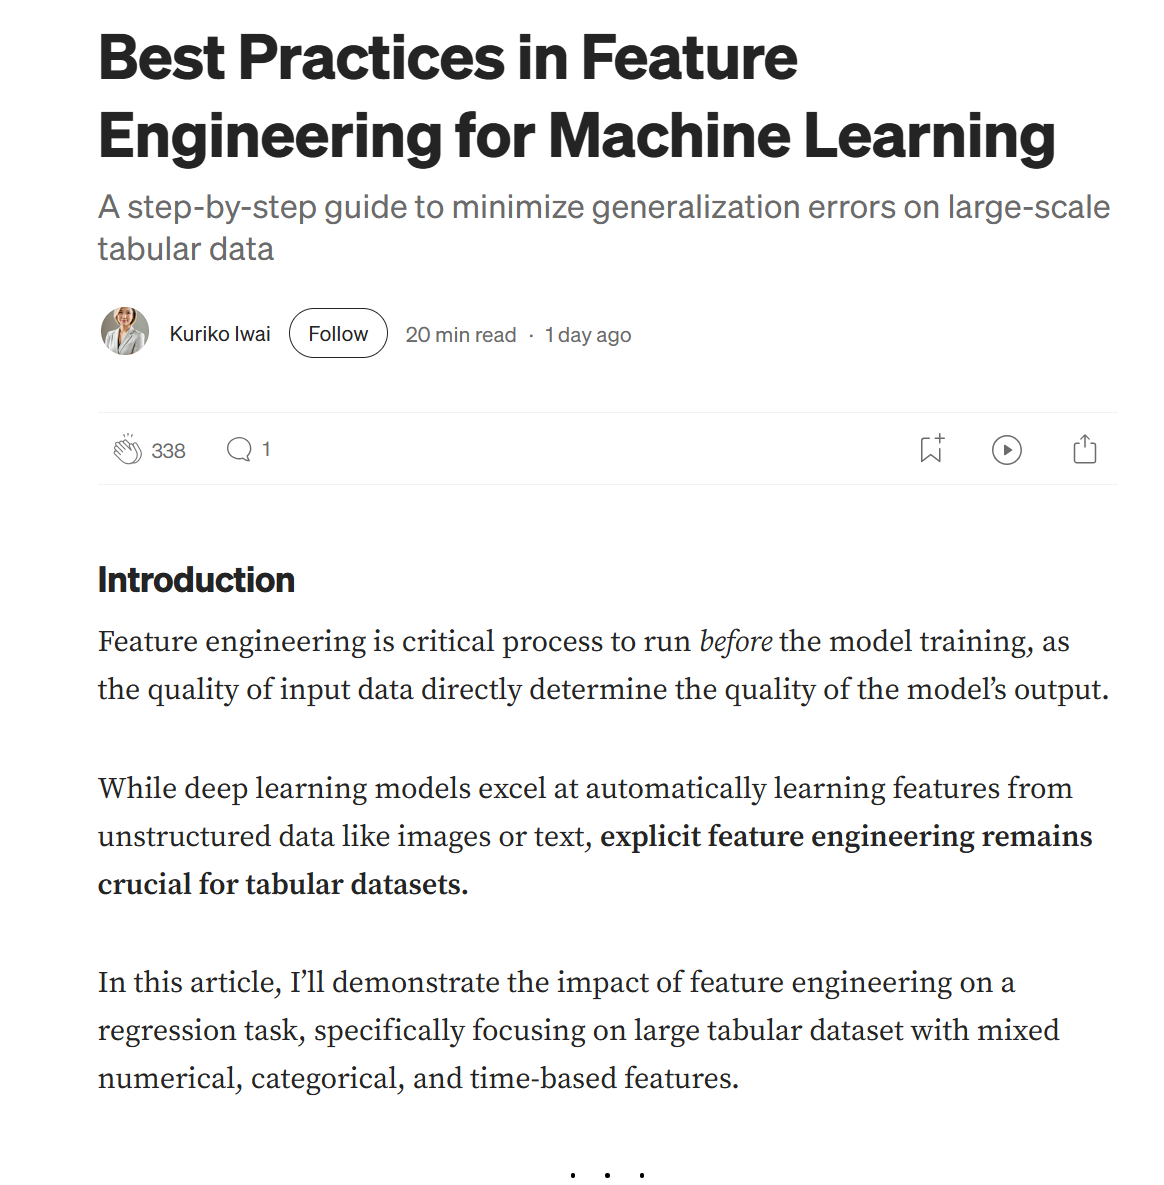 Best Practices in Feature
Engineering for Machine Learning
A step-by-step guide to minimize generalization errors on large-scale
tabular data
Kuriko Iwai Follow 20 min read · 1 day ago
338 1
Introduction
Feature engineering is critical process to run before the model training, as
the quality of input data directly determine the quality of the model’s output.
While deep learning models excel at automatically learning features from
unstructured data like images or text, explicit feature engineering remains
crucial for tabular datasets.
In this article, I’ll demonstrate the impact of feature engineering on a
regression task, specifically focusing on large tabular dataset with mixed
numerical, categorical, and time-based features.
. . .